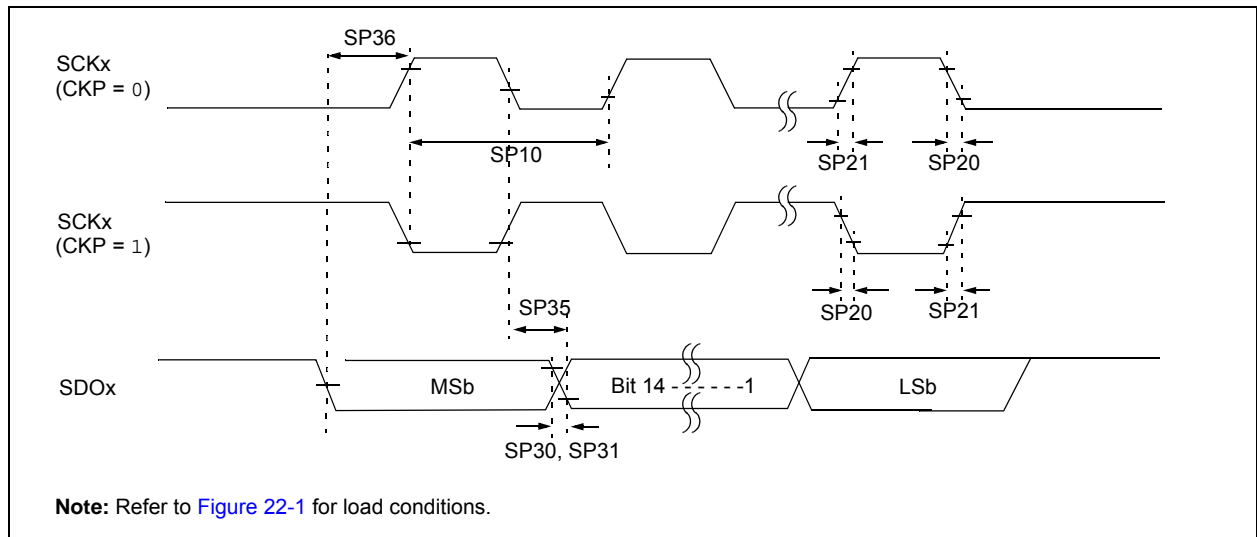 SP36
SCKx
(CKP = 0)
SP10
SP21
SP20
SCKx
(CKP = 1)
SP35
SP20
SP21
SDOx
MSb
Bit 14 - - - - - -1
LSb
SP30, SP31
Note: Refer to Figure 22-1 for load conditions.